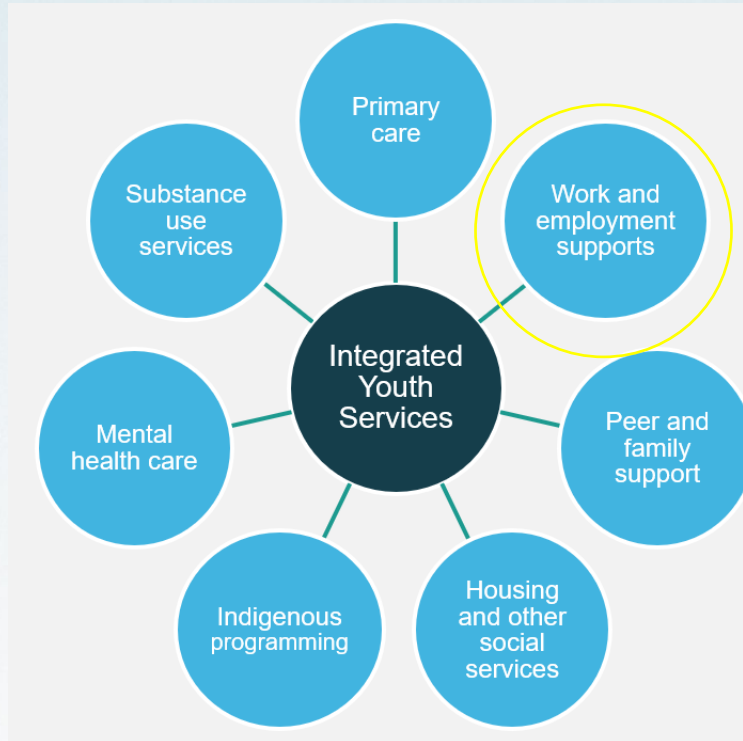 Primary
care
Work and
employment
supports
Peer and
family
support
Housing
and other
social
services
Indigenous
programming
Mental
health care
Substance
use
services
Integrated
Youth
Services